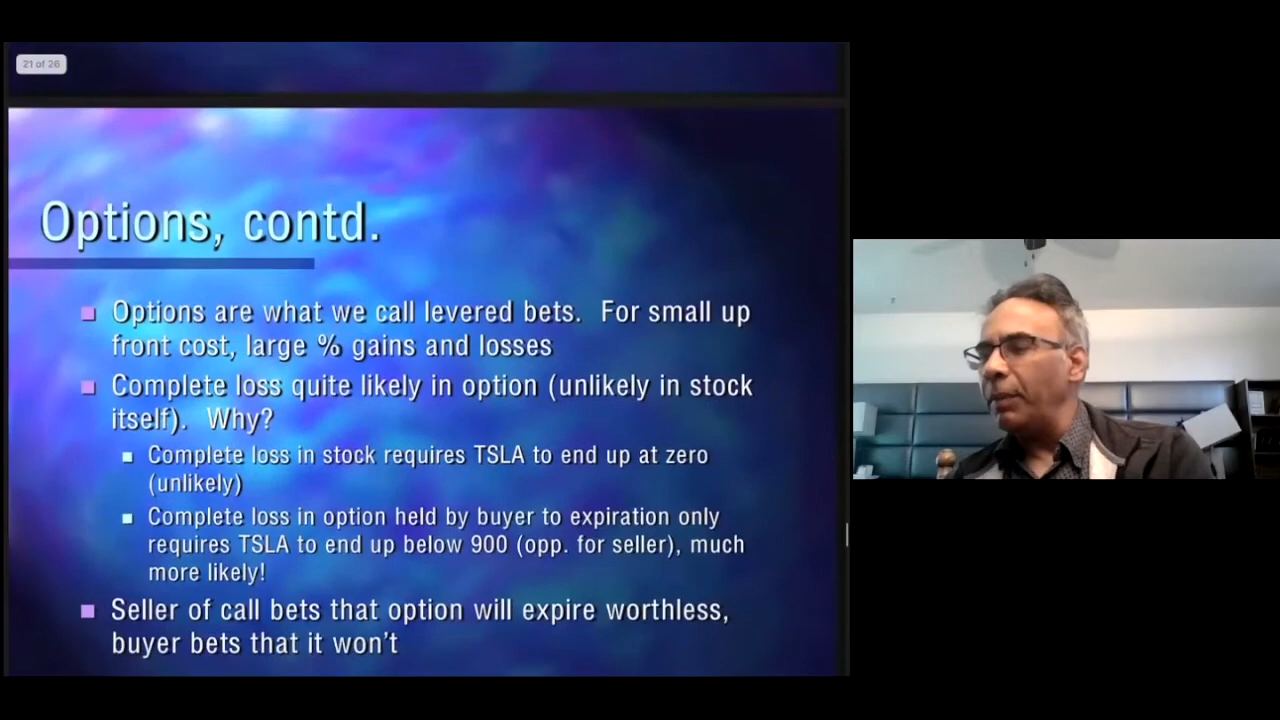 21 of 26
Options, contd.
Options are what we call levered bets. For small up
front cost, large % gains and losses
Complete loss quite likely in option (unlikely in stock
itself). Why?
Complete loss in stock requires TSLA to end up at zero
(unlikely)
Complete loss in option held by buyer to expiration only
requires TSLA to end up below 900 (opp. for seller), much
more likely!
Seller of call bets that option will expire worthless,
buyer bets that it won't